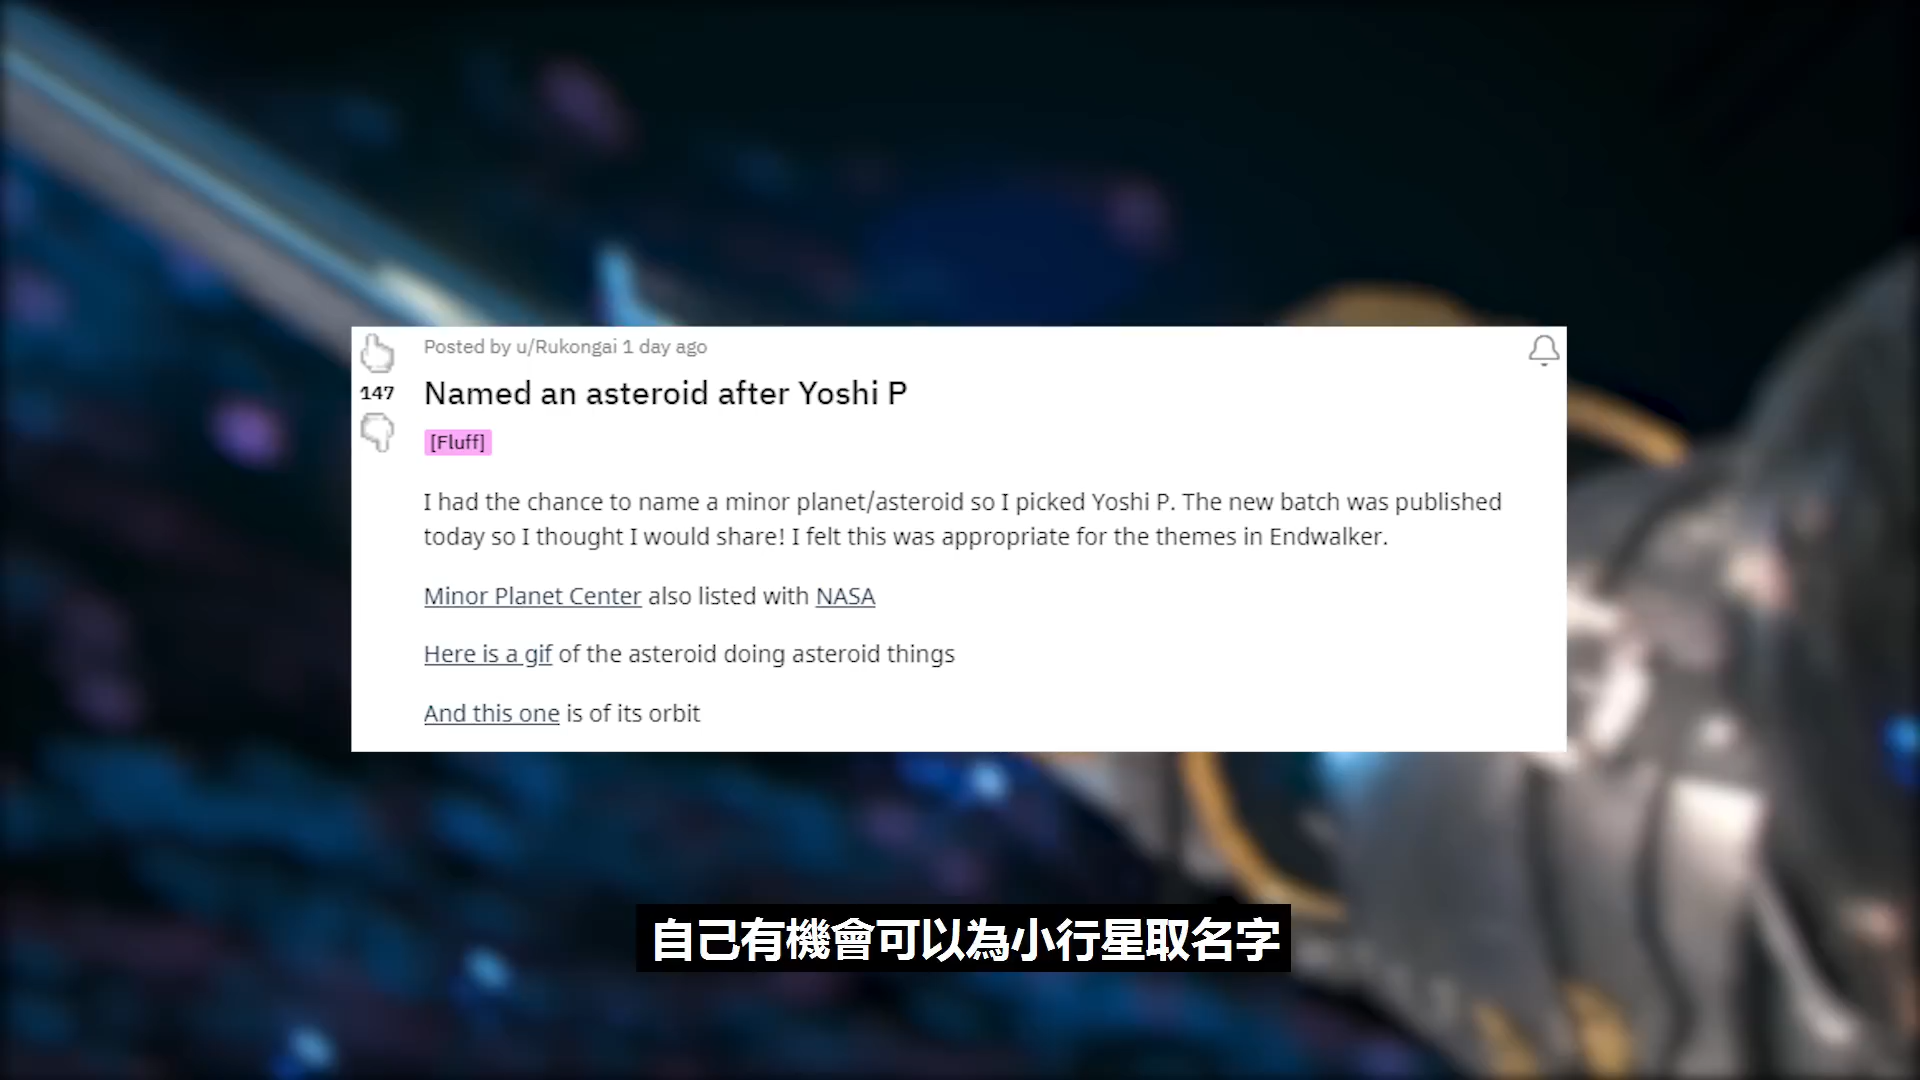 Posted by u/Rukongai 1 day ago
147
Named an asteroid after Yoshi P
[Fluff]
I had the chance to name a minor planet/asteroid so I picked Yoshi P. The new batch was published
today so I thought I would share! I felt this was appropriate for the themes in Endwalker.
Minor Planet Center also listed with NASA
Here is a gif of the asteroid doing asteroid things
And this one is of its orbit
自己有機會可以為小行星取名字